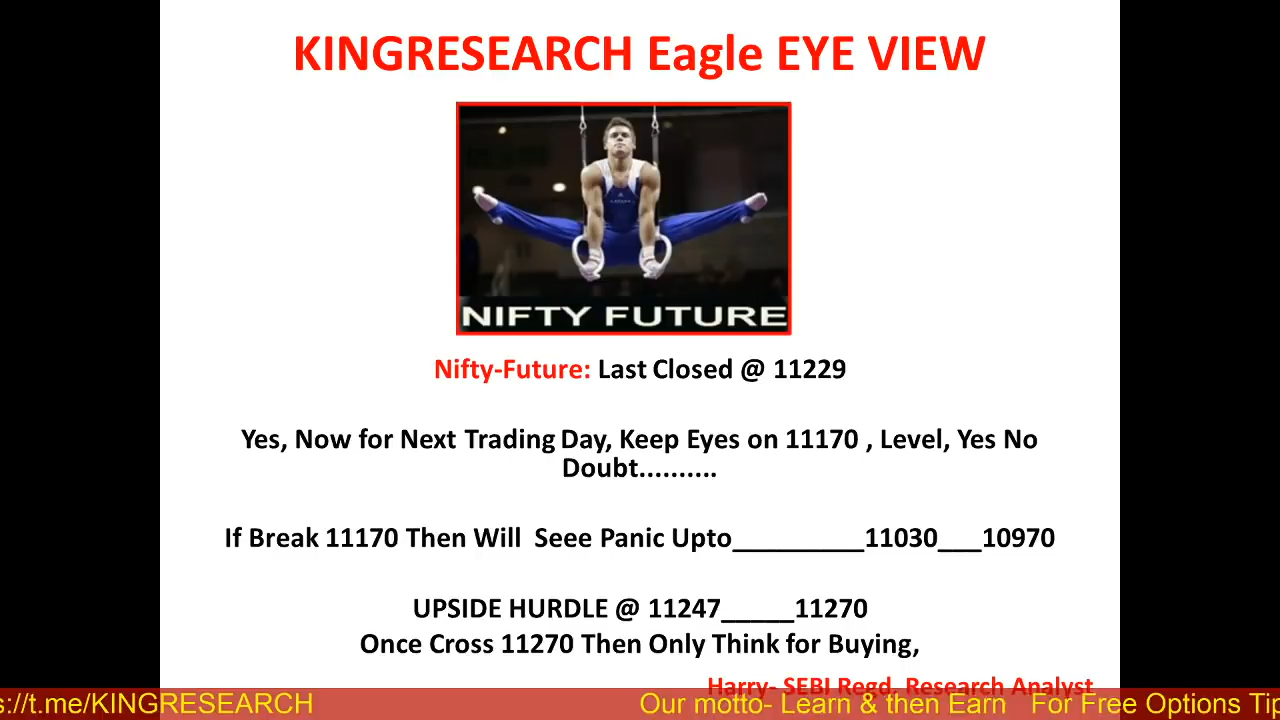 KINGRESEARCH Eagle EYE VIEW
NIFTY FUTURE
Nifty-Future: Last Closed @ 11229
Yes, Now for Next Trading Day, Keep Eyes on 11170 , Level, Yes No
Doubt..........
If Break 11170 Then Will  Seee Panic Upto_________11030___10970
UPSIDE HURDLE @ 11247_____11270
Once Cross 11270 Then Only Think for Buying,
Harry- SEBI Regd. Research Analyst
s://t.me/KINGRESEARCH Our motto- Learn & then Earn For Free Options Tip